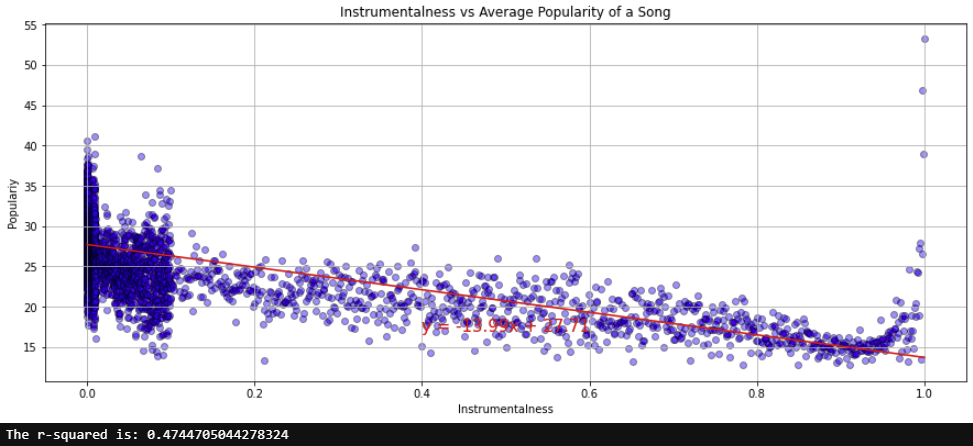 Instrumentalness vs Average Popularity of a Song
55
50
45
40
35
30
25
20
15
Populariy
y = -13.99x + 27.71
0.0 0.2 0.4 0.6 0.8 1.0
Instrumentalness
The r-squared is: 0.4744705044278324